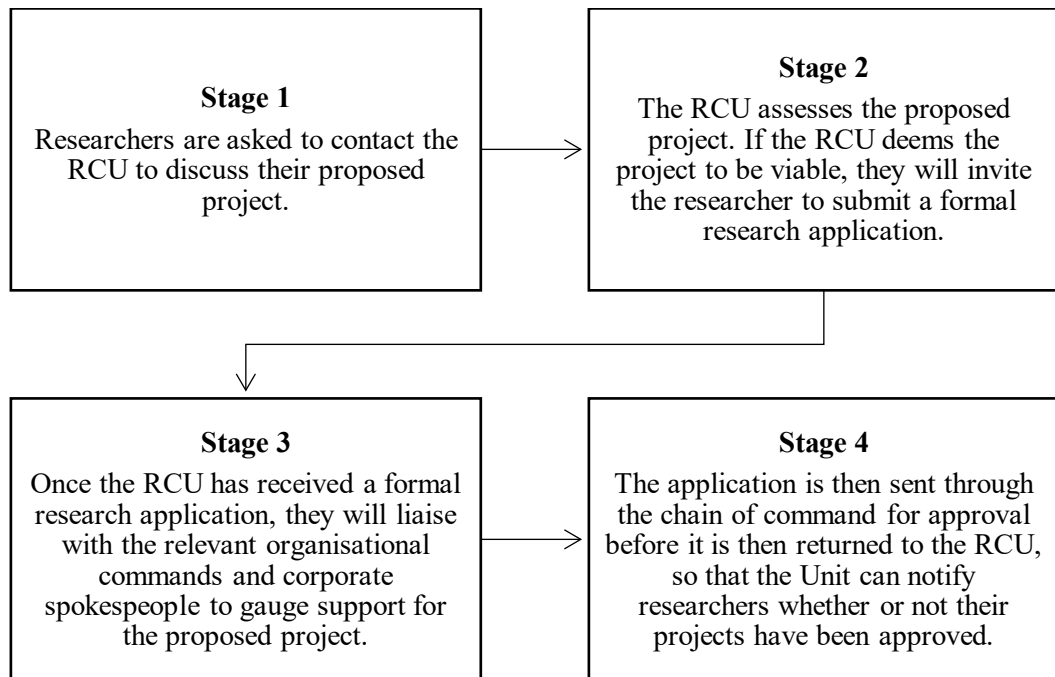 Stage 1
Researchers are asked to contact the
RCU to discuss their proposed
project.
Stage 2
The RCU assesses the proposed
project. If the RCU deems the
project to be viable, they will invite
the researcher to submit a formal
research application.
Stage 3
Once the RCU has received a formal
research application, they will liaise
with the relevant organisational
commands and corporate
spokespeople to gauge support for
the proposed project.
Stage 4
The application is then sent through
the chain of command for approval
before it is then returned to the RCU,
so that the Unit can notify
researchers whether or not their
projects have been approved.